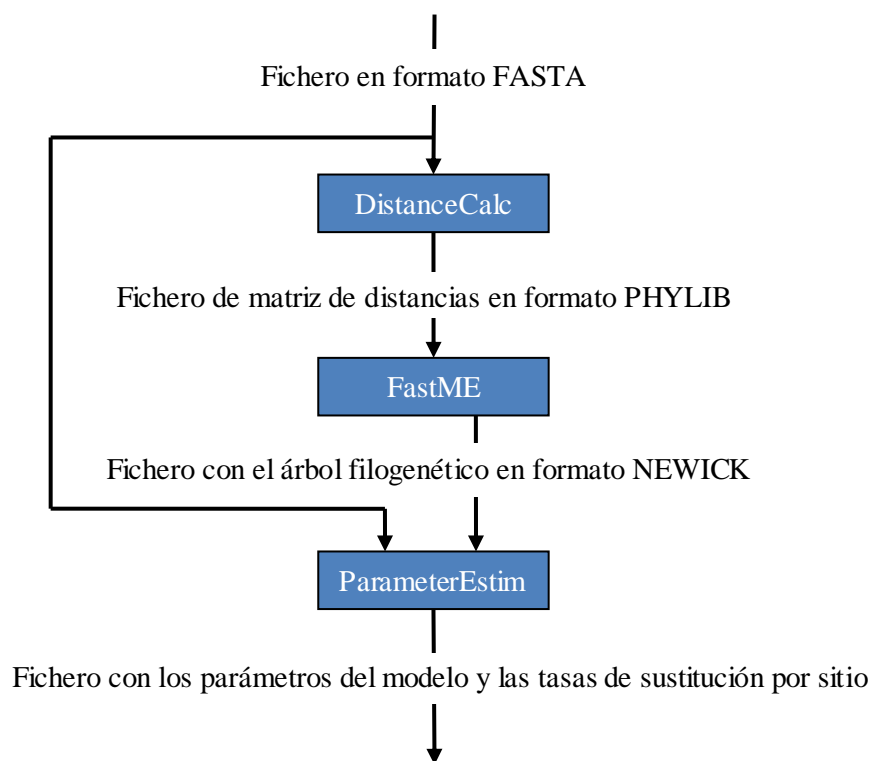 Fichero en formato FASTA
DistanceCalc
Fichero de matriz de distancias en formato PHYLIB
FastME
Fichero con el árbol filogenético en formato NEWICK
ParameterEstim
Fichero con los parámetros del modelo y las tasas de sustitución por sitio